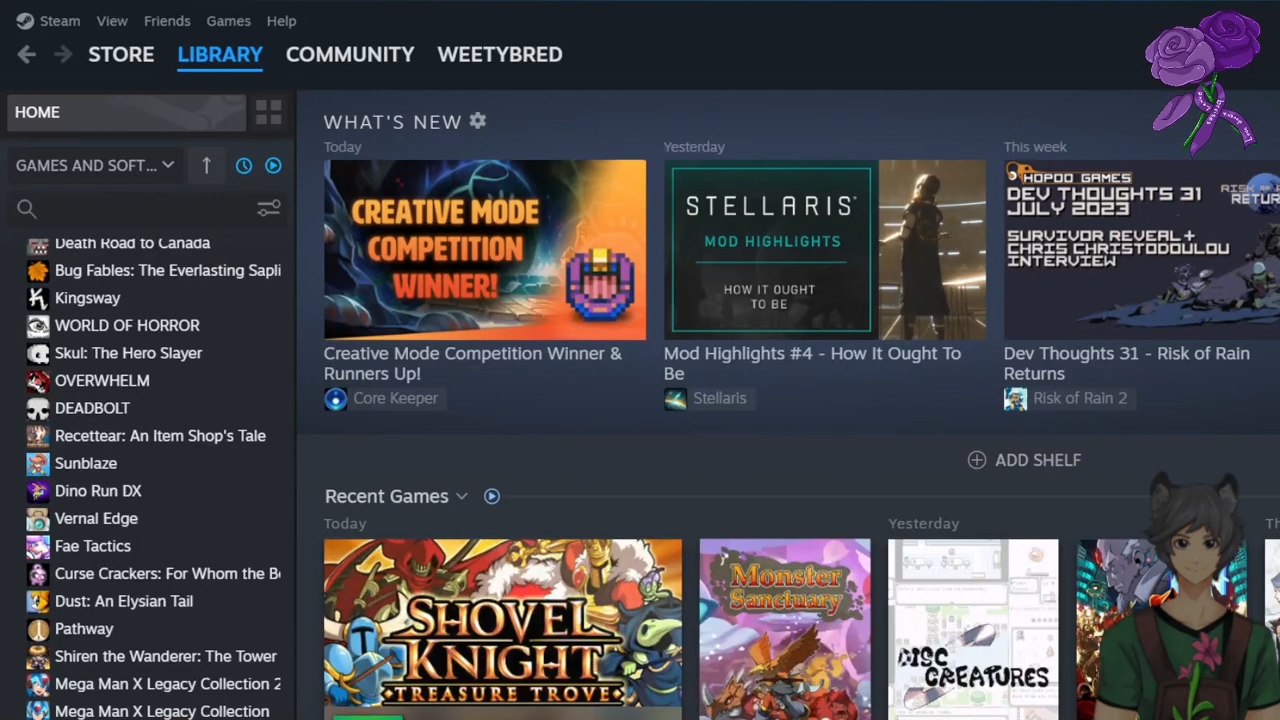 Steam View Friends Games Help
STORE LIBRARY COMMUNITY WEETYBRED
HOME
GAMES AND SOFT...
Death Road to Canada
Bug Fables: The Everlasting Sapli
Kingsway
WORLD OF HORROR
Skul: The Hero Slayer
OVERWHELM
DEADBOLT
Recettear: An Item Shop's Tale
Sunblaze
Dino Run DX
Vernal Edge
Fae Tactics
Curse Crackers: For Whom the Be
Dust: An Elysian Tail
Pathway
Shiren the Wanderer: The Tower
Mega Man X Legacy Collection 2
Mega Man X Legacy Collection
WHAT'S NEW
Today
CREATIVE MODE
COMPETITION
WINNER!
Creative Mode Competition Winner &
Runners Up!
Core Keeper
Yesterday
STELLARIS
MOD HIGHLIGHTS
HOW IT OUGHT
TO BE
Mod Highlights #4 - How It Ought To
Be
Stellaris
This week
HOPOO GAMES
DEV THOUGHTS 31
JULY 2023
SURVIVOR REVEAL+
CHRIS CHRISTODOULOU
INTERVIEW
RISK OF R
RETUR
Dev Thoughts 31 - Risk of Rain
Returns
Risk of Rain 2
ADD SHELF
Recent Games
Today
SHOVEL
KNIGHT
TREASURE TROVE
Monster
Sanctuary
Yesterday
DISC
CREATURES
Th